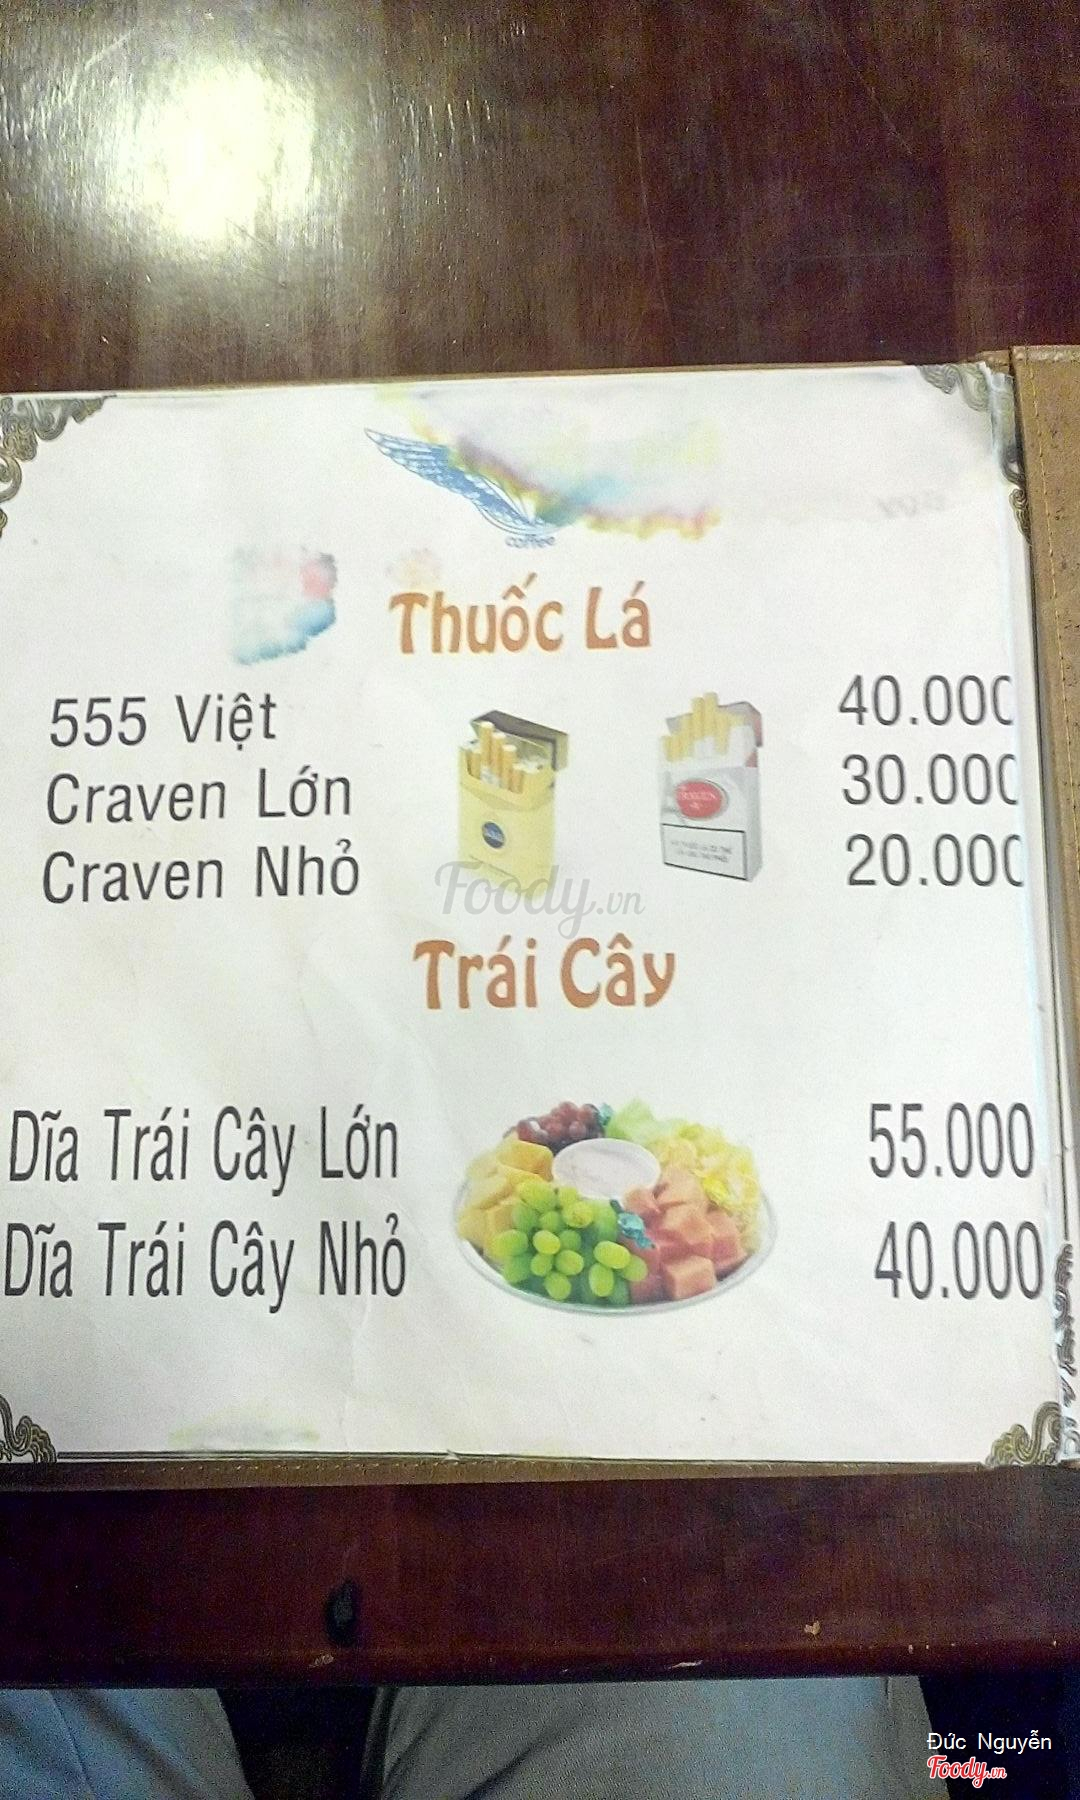 coffee
Thuốc Lá
555 Việt 40.000
Craven Lớn 30.000
Craven Nhỏ 20.000
CRAVEN
Foody.vn
Trái Cây
Dĩa Trái Cây Lớn 55.000
Dĩa Trái Cây Nhỏ 40.000
Đức Nguyễn
Foody.vn